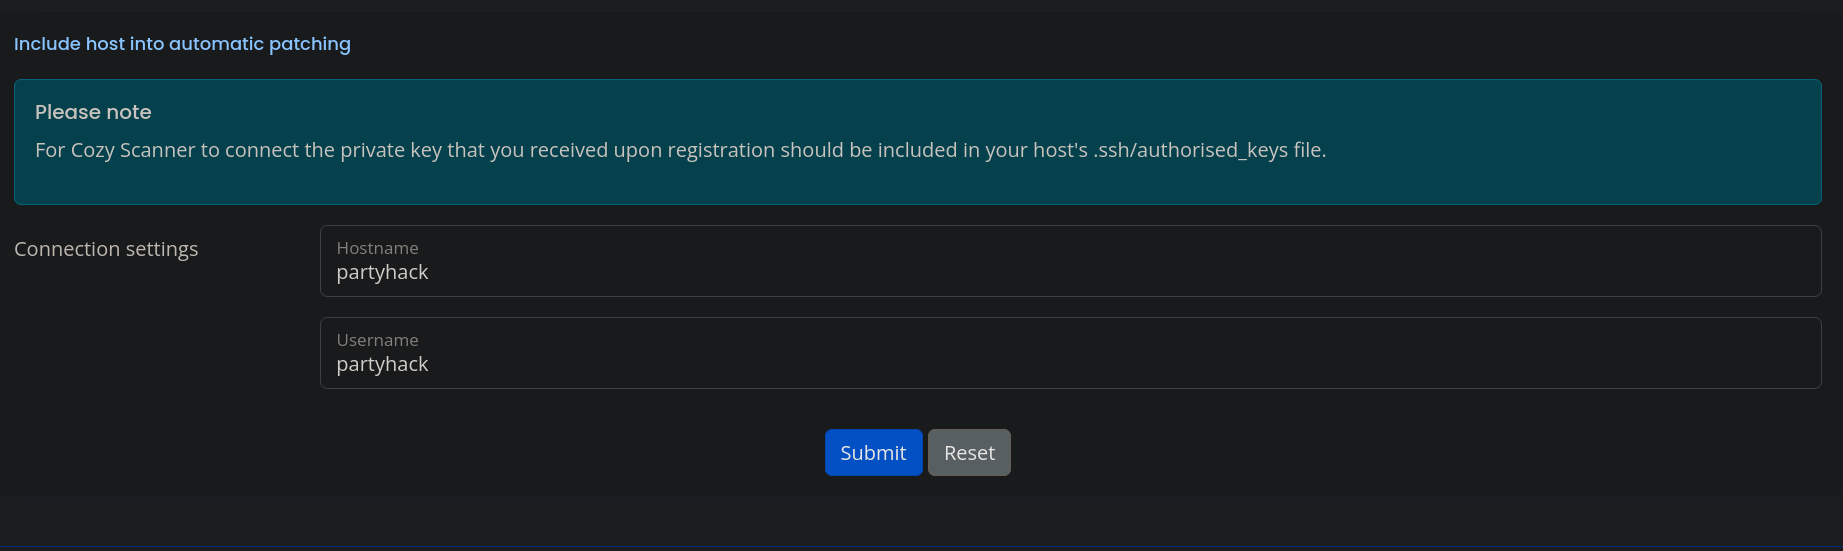 Include host into automatic patching
Please note
For Cozy Scanner to connect the private key that you received upon registration should be included in your host's .ssh/authorised_keys file.
Connection settings
Hostname
partyhack
Username
partyhack
Submit
Reset